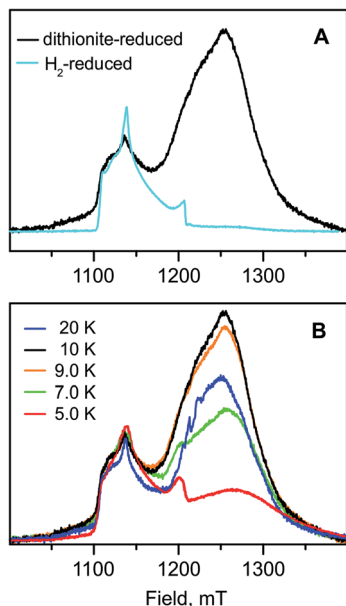 A
dithionite-reduced
H₂-reduced
1100 1200 1300
B
20 K
10 K
9.0 K
7.0 K
5.0 K
1100 1200 1300
Field, mT